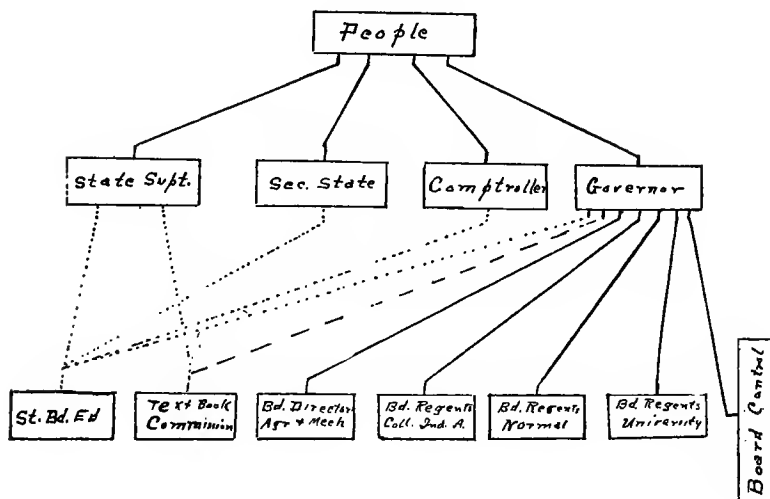 People
State Supt.
Sec. State
Comptroller
Governor
St. Bd. Ed
Text Book
Commission
Bd. Director
Agr + Mech
Bd. Regents
Coll. Ind. A.
Bd. Regents
Normal
Bd. Regents
University
Board Control